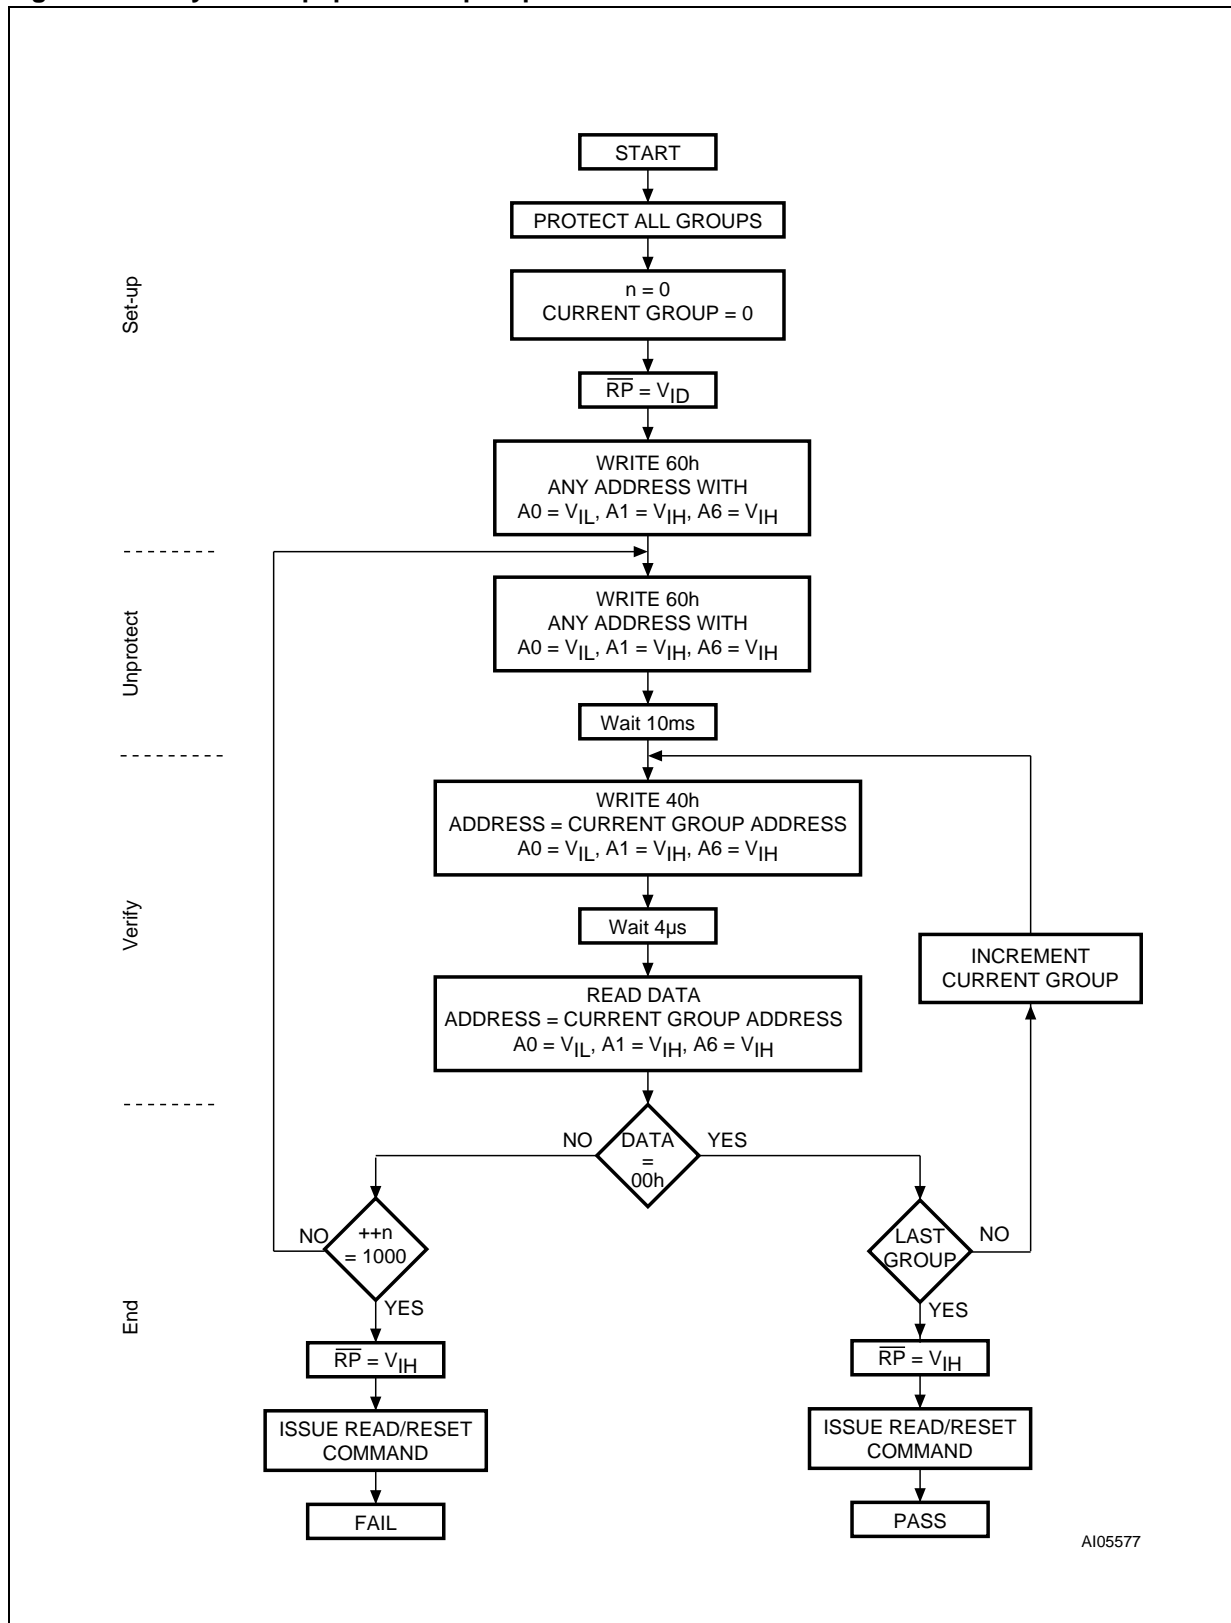 START
PROTECT ALL GROUPS
n = 0
CURRENT GROUP = 0
Set-up
RP = VID
WRITE 60h
ANY ADDRESS WITH
A0 = VIL, A1 = VIH, A6 = VIH
WRITE 60h
ANY ADDRESS WITH
A0 = VIL, A1 = VIH, A6 = VIH
Unprotect
Wait 10ms
WRITE 40h
ADDRESS = CURRENT GROUP ADDRESS
A0 = VIL, A1 = VIH, A6 = VIH
Wait 4µs
Verify
INCREMENT
CURRENT GROUP
READ DATA
ADDRESS = CURRENT GROUP ADDRESS
A0 = VIL, A1 = VIH, A6 = VIH
NO
DATA
=
00h
YES
NO
++n
= 1000
LAST
GROUP
NO
YES
YES
End
RP = VIH
RP = VIH
ISSUE READ/RESET
COMMAND
ISSUE READ/RESET
COMMAND
FAIL
PASS
AI05577